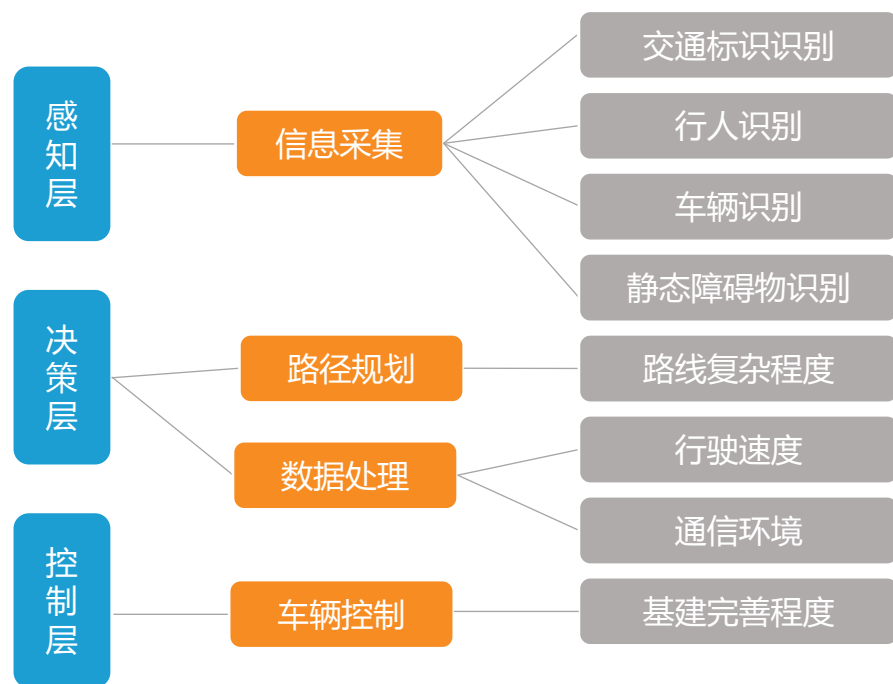 感知层
信息采集
交通标识识别
行人识别
车辆识别
静态障碍物识别
决策层
路径规划
路线复杂程度
数据处理
行驶速度
通信环境
控制层
车辆控制
基建完善程度